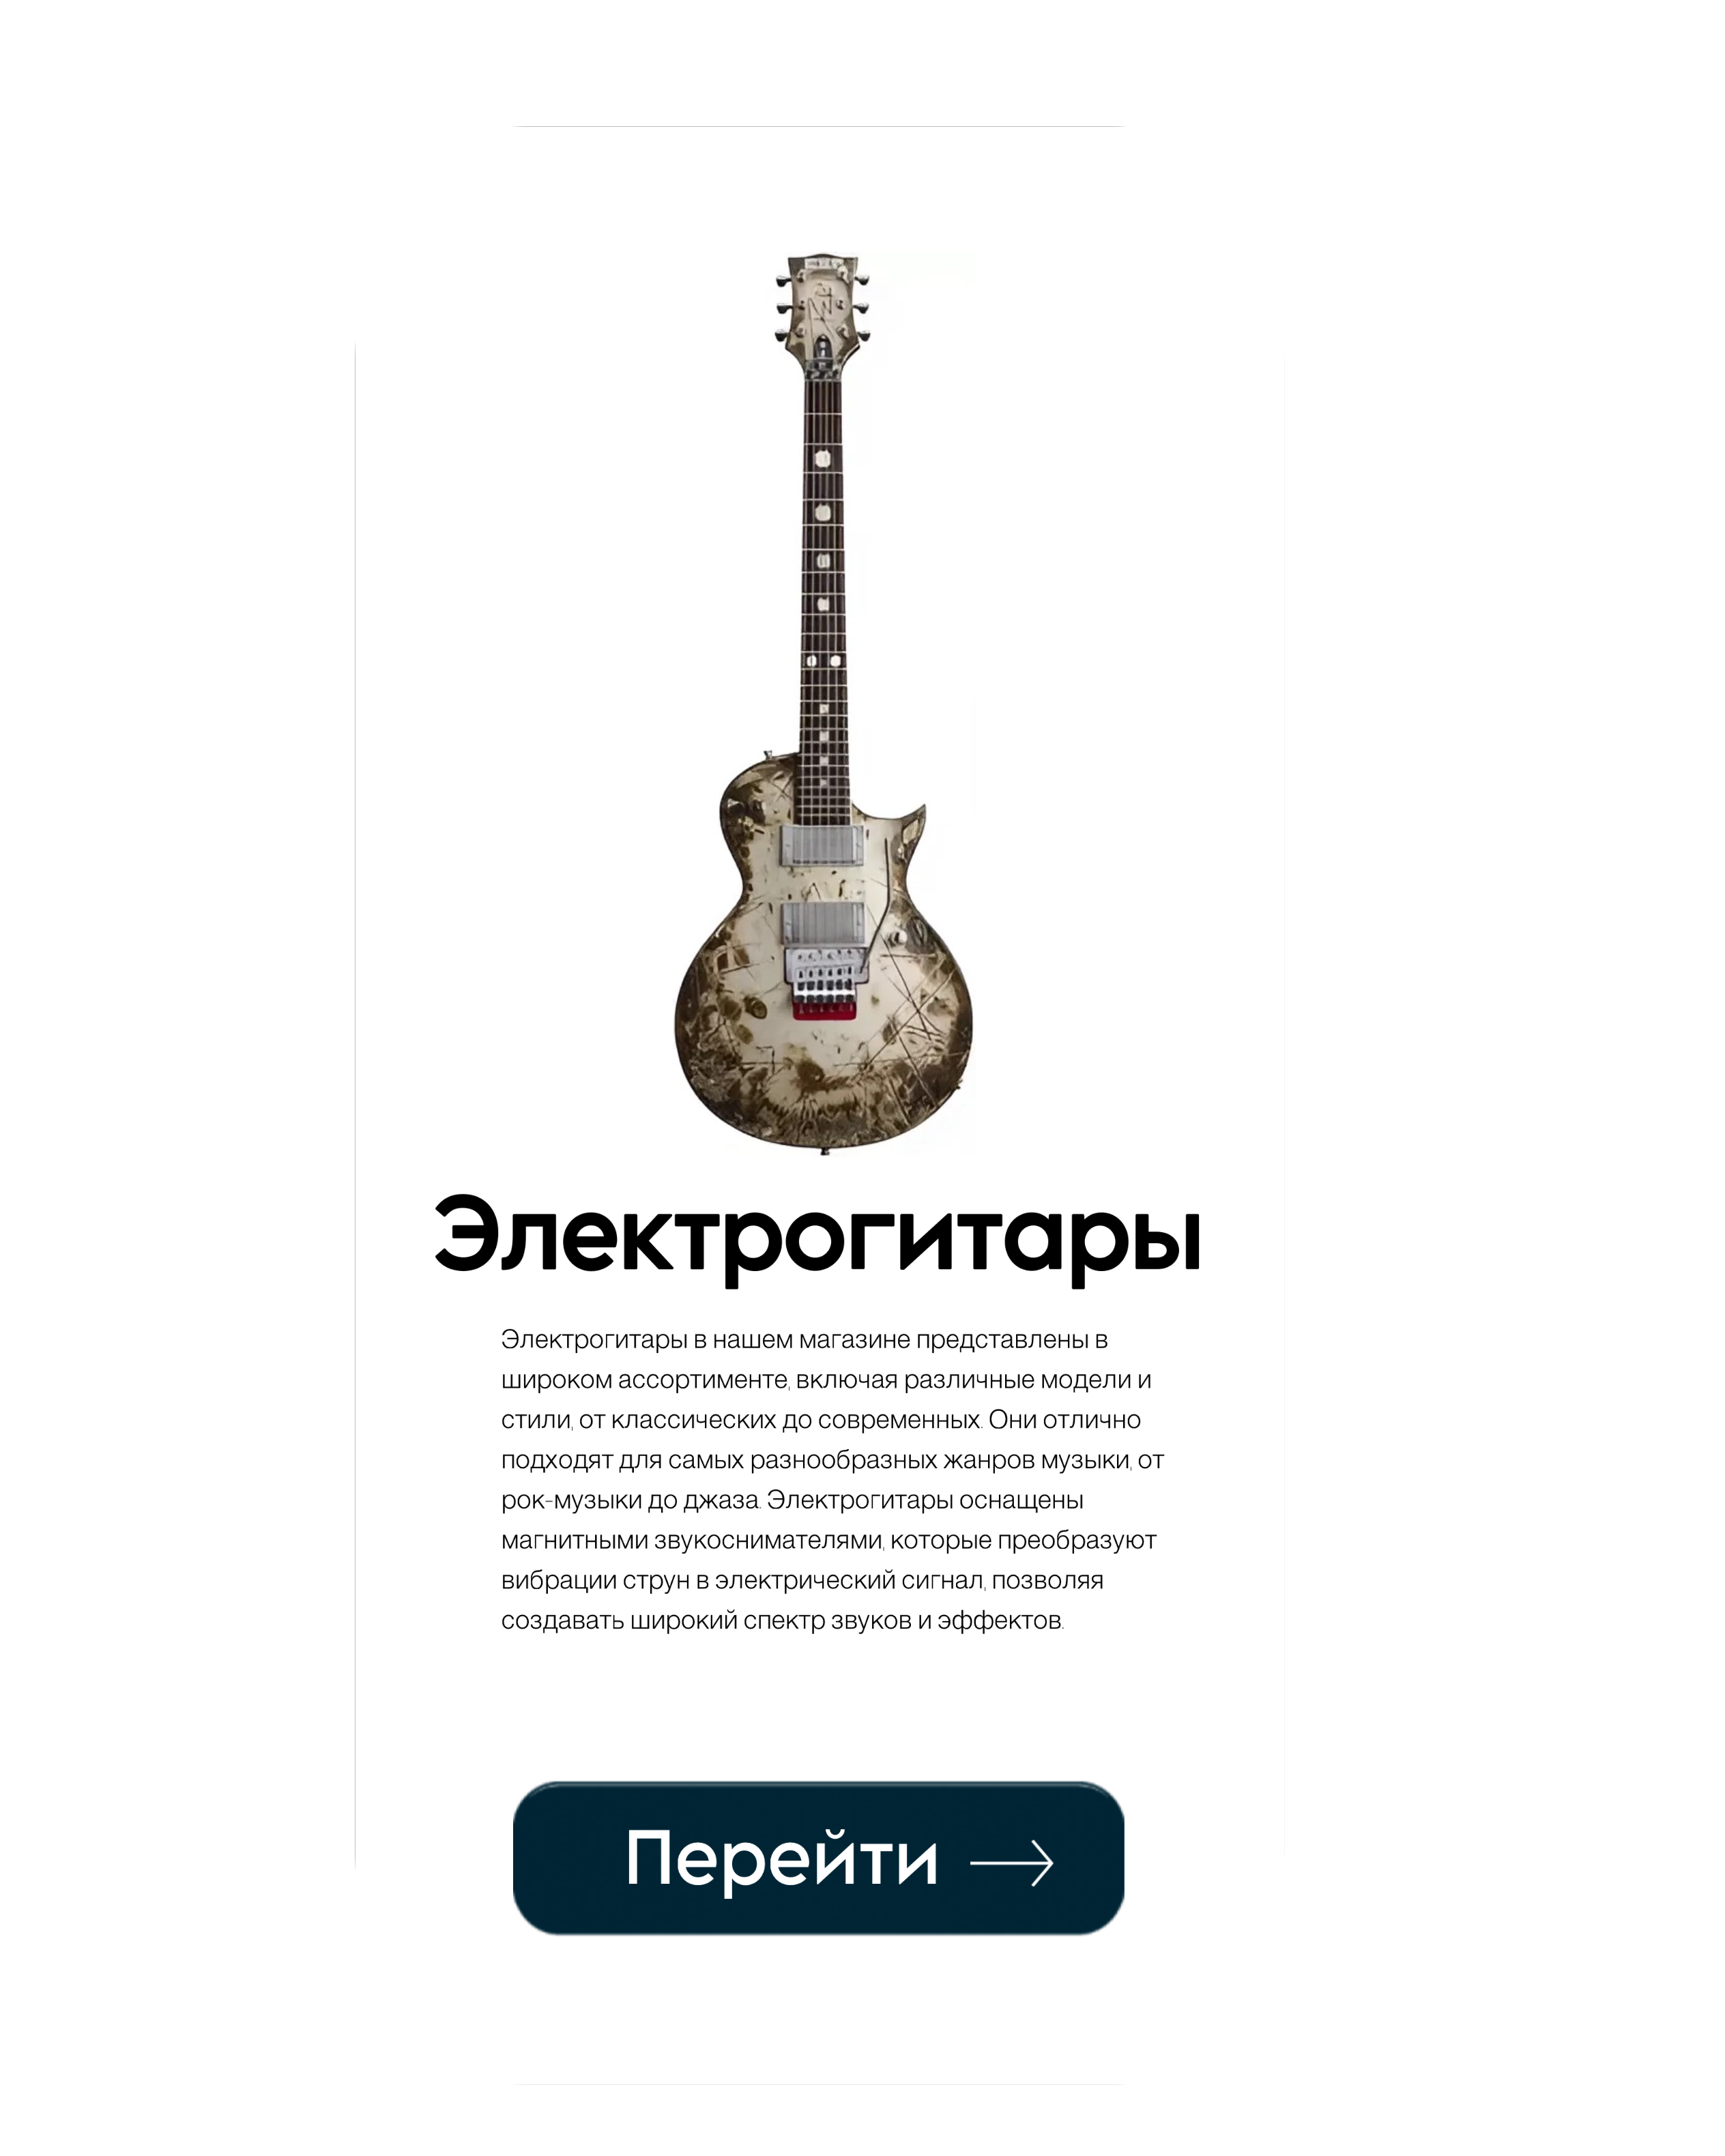 Электрогитары
Электрогитары в нашем магазине представлены в
широком ассортименте, включая различные модели и
стили, от классических до современных. Они отлично
подходят для самых разнообразных жанров музыки, от
рок-музыки до джаза. Электрогитары оснащены
магнитными звукоснимателями, которые преобразуют
вибрации струн в электрический сигнал, позволяя
создавать широкий спектр звуков и эффектов.
Перейти